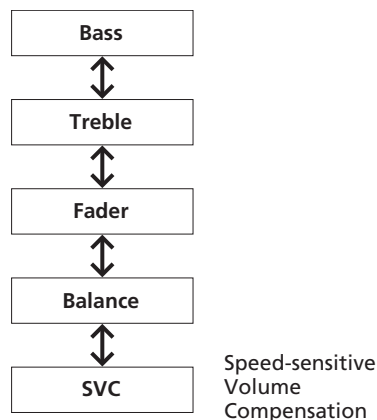 Bass
Treble
Fader
Balance
SVC
Speed-sensitive
Volume
Compensation